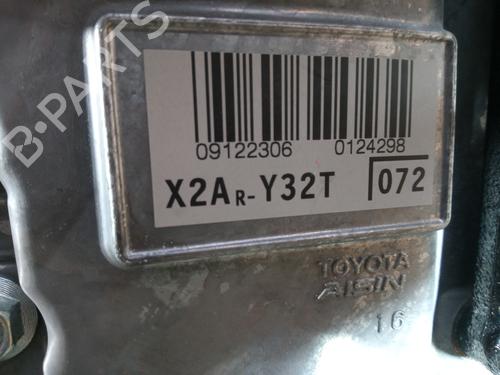 B-PARTS
09122306 0124298
X2AR-Y32T 072
TOYOTA
AISIN
16